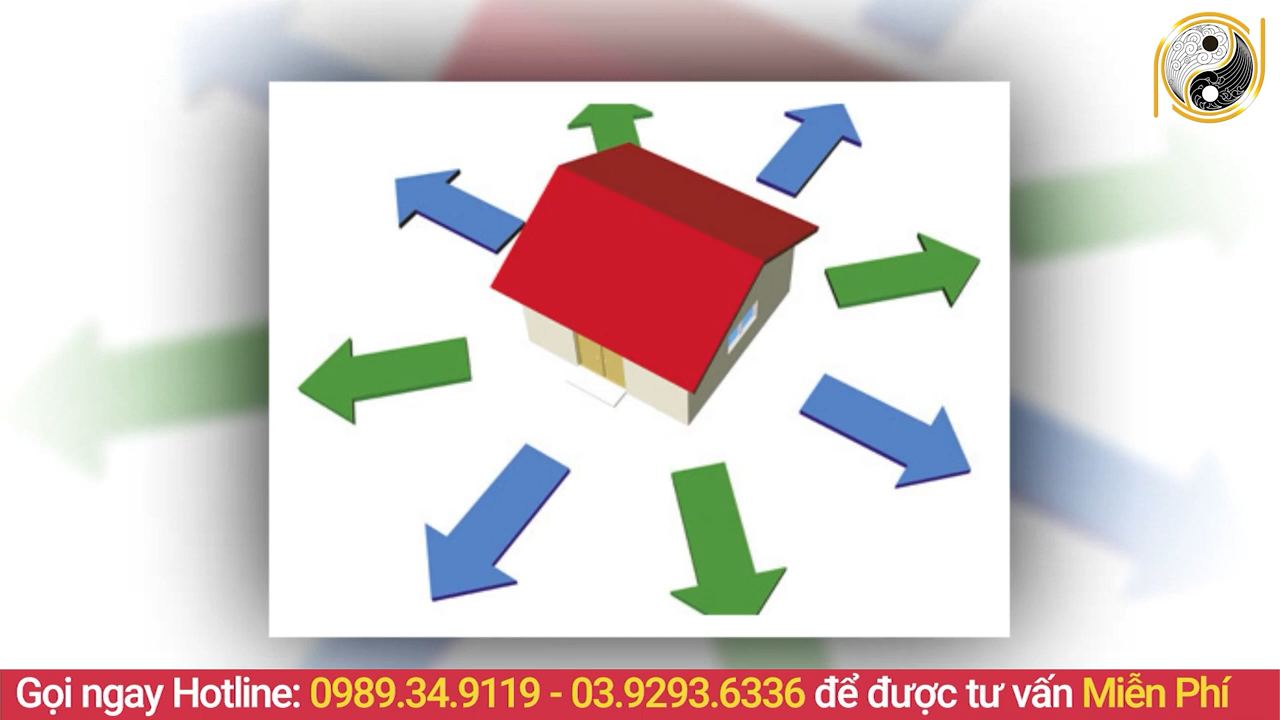 Gọi ngay Hotline: 0989.34.9119 - 03.9293.6336 để được tư vấn Miễn Phí